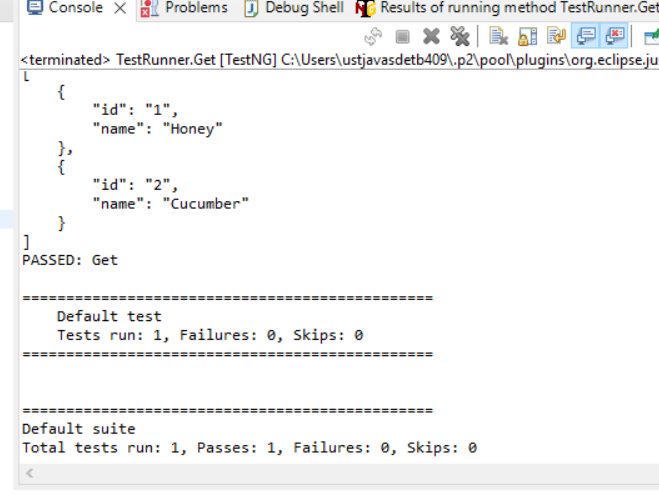 Console Problems Debug Shell Results of running method TestRunner.Get
<terminated> TestRunner.Get [TestNG] C:\Users\ustjavasdetb409\.p2\pool\plugins\org.eclipse.ju
[
    {
        "id": "1",
        "name": "Honey"
    },
    {
        "id": "2",
        "name": "Cucumber"
    }
]
PASSED: Get
===============================================
    Default test
    Tests run: 1, Failures: 0, Skips: 0
===============================================
===============================================
Default suite
Total tests run: 1, Passes: 1, Failures: 0, Skips: 0